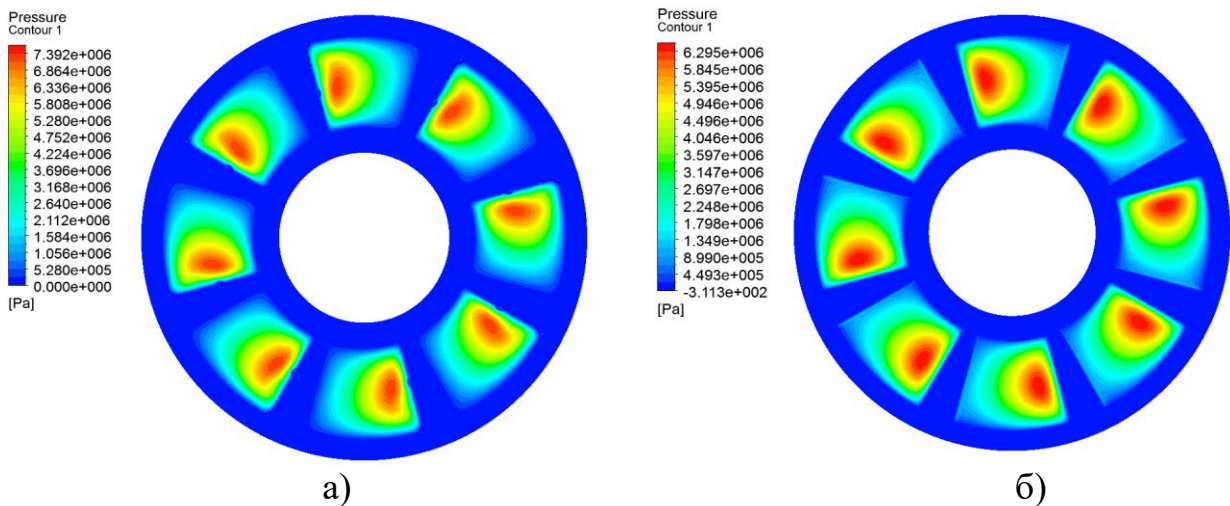 Pressure
Contour 1
7.392e+006
6.864e+006
6.336e+006
5.808e+006
5.280e+006
4.752e+006
4.224e+006
3.696e+006
3.168e+006
2.640e+006
2.112e+006
1.584e+006
1.056e+006
5.280e+005
0.000e+000
[Pa]
а)
Pressure
Contour 1
6.295e+006
5.845e+006
5.395e+006
4.946e+006
4.496e+006
4.046e+006
3.597e+006
3.147e+006
2.697e+006
2.248e+006
1.798e+006
1.349e+006
8.990e+005
4.493e+005
-3.113e+002
[Pa]
б)